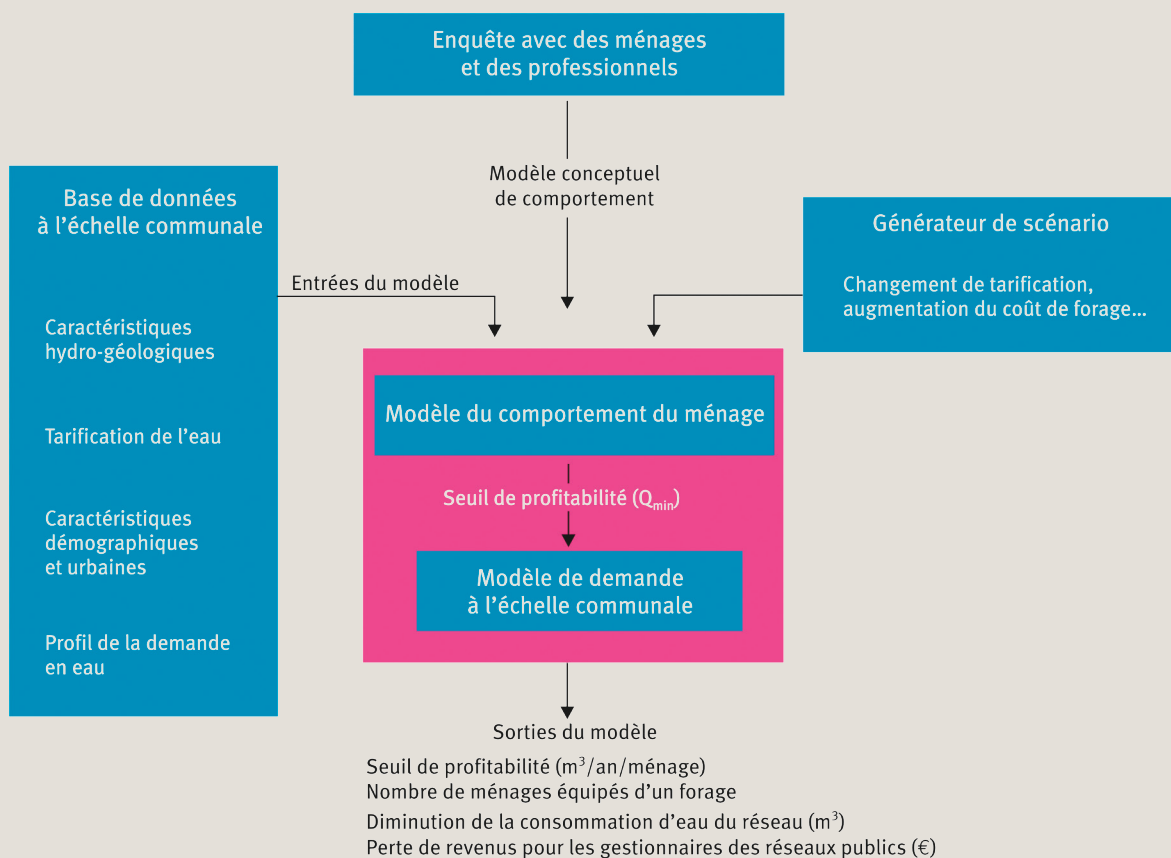 Enquête avec des ménages
et des professionnels
Modèle conceptuel
de comportement
Base de données
à l’échelle communale
Caractéristiques
hydro-géologiques
Tarification de l’eau
Caractéristiques
démographiques
et urbaines
Profil de la demande
en eau
Entrées du modèle
Générateur de scénario
Changement de tarification,
augmentation du coût de forage...
Modèle du comportement du ménage
Seuil de profitabilité (Qmin)
Modèle de demande
à l’échelle communale
Sorties du modèle
Seuil de profitabilité (m³/an/ménage)
Nombre de ménages équipés d’un forage
Diminution de la consommation d’eau du réseau (m³)
Perte de revenus pour les gestionnaires des réseaux publics (€)